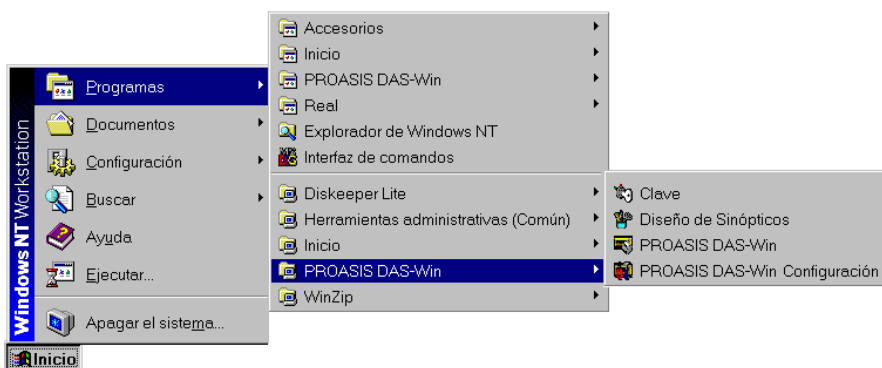 Windows NT Workstation
Programas
Documentos
Configuración
Buscar
Ayuda
Ejecutar...
Apagar el sistema...
Inicio
Accesorios
Inicio
PROASIS DAS-Win
Real
Explorador de Windows NT
Interfaz de comandos
Diskeeper Lite
Herramientas administrativas (Común)
Inicio
PROASIS DAS-Win
WinZip
Clave
Diseño de Sinópticos
PROASIS DAS-Win
PROASIS DAS-Win Configuración